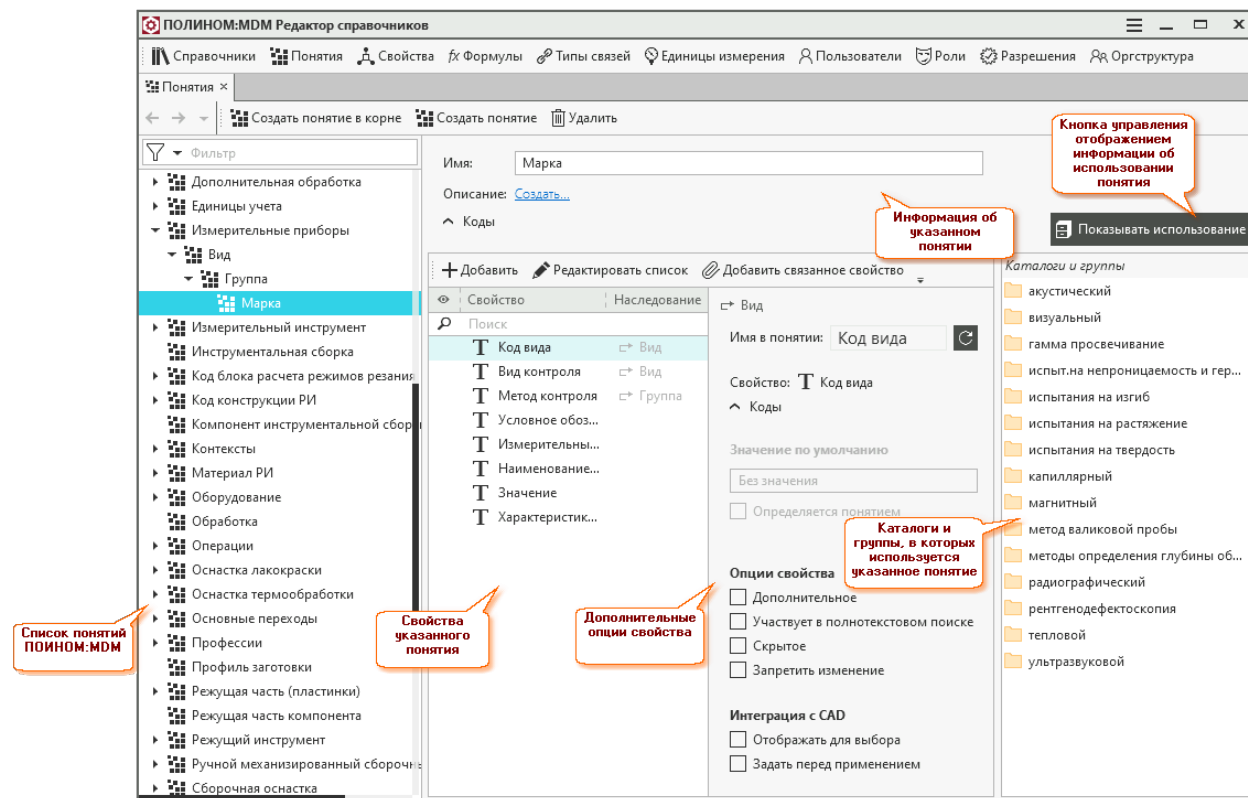 ПОЛИНОМ:MDM Редактор справочников
Справочники Понятия Свойства fx Формулы Типы связей Единицы измерения Пользователи Роли Разрешения Оргструктура
Понятия ×
Создать понятие в корне Создать понятие Удалить
Фильтр
Дополнительная обработка
Единицы учета
Измерительные приборы
Вид
Группа
Марка
Измерительный инструмент
Инструментальная сборка
Код блока расчета режимов резания
Код конструкции РИ
Компонент инструментальной сбор
Контексты
Материал РИ
Оборудование
Обработка
Операции
Оснастка лакокраски
Оснастка термообработки
Основные переходы
Профессии
Профиль заготовки
Режущая часть (пластинки)
Режущая часть компонента
Режущий инструмент
Ручной механизированный сборочн
Сборочная оснастка
Список понятий
ПОИНОМ:MDM
Имя: Марка
Описание: Создать...
Коды
Информация об
указанном
понятии
Кнопка управления
отображением
информации об
использовании
понятия
Показывать использование
Добавить Редактировать список Добавить связанное свойство
Свойство Наследование
Поиск
Код вида Вид
Вид контроля Вид
Метод контроля Группа
Условное обоз...
Измерительны...
Наименование...
Значение
Характеристик...
Свойства
указанного
понятия
Вид
Имя в понятии: Код вида
Свойство: T Код вида
Коды
Значение по умолчанию
Без значения
Определяется понятием
Опции свойства
Дополнительное
Участвует в полнотекстовом поиске
Скрытое
Запретить изменение
Интеграция с CAD
Отображать для выбора
Задать перед применением
Дополнительные
опции свойства
Каталоги и
группы, в которых
используется
указанное понятие
Каталоги и группы
акустический
визуальный
гамма просвечивание
испыт.на непроницаемость и гер...
испытания на изгиб
испытания на растяжение
испытания на твердость
капиллярный
магнитный
метод валиковой пробы
методы определения глубины об...
радиографический
рентгенодефектоскопия
тепловой
ультразвуковой